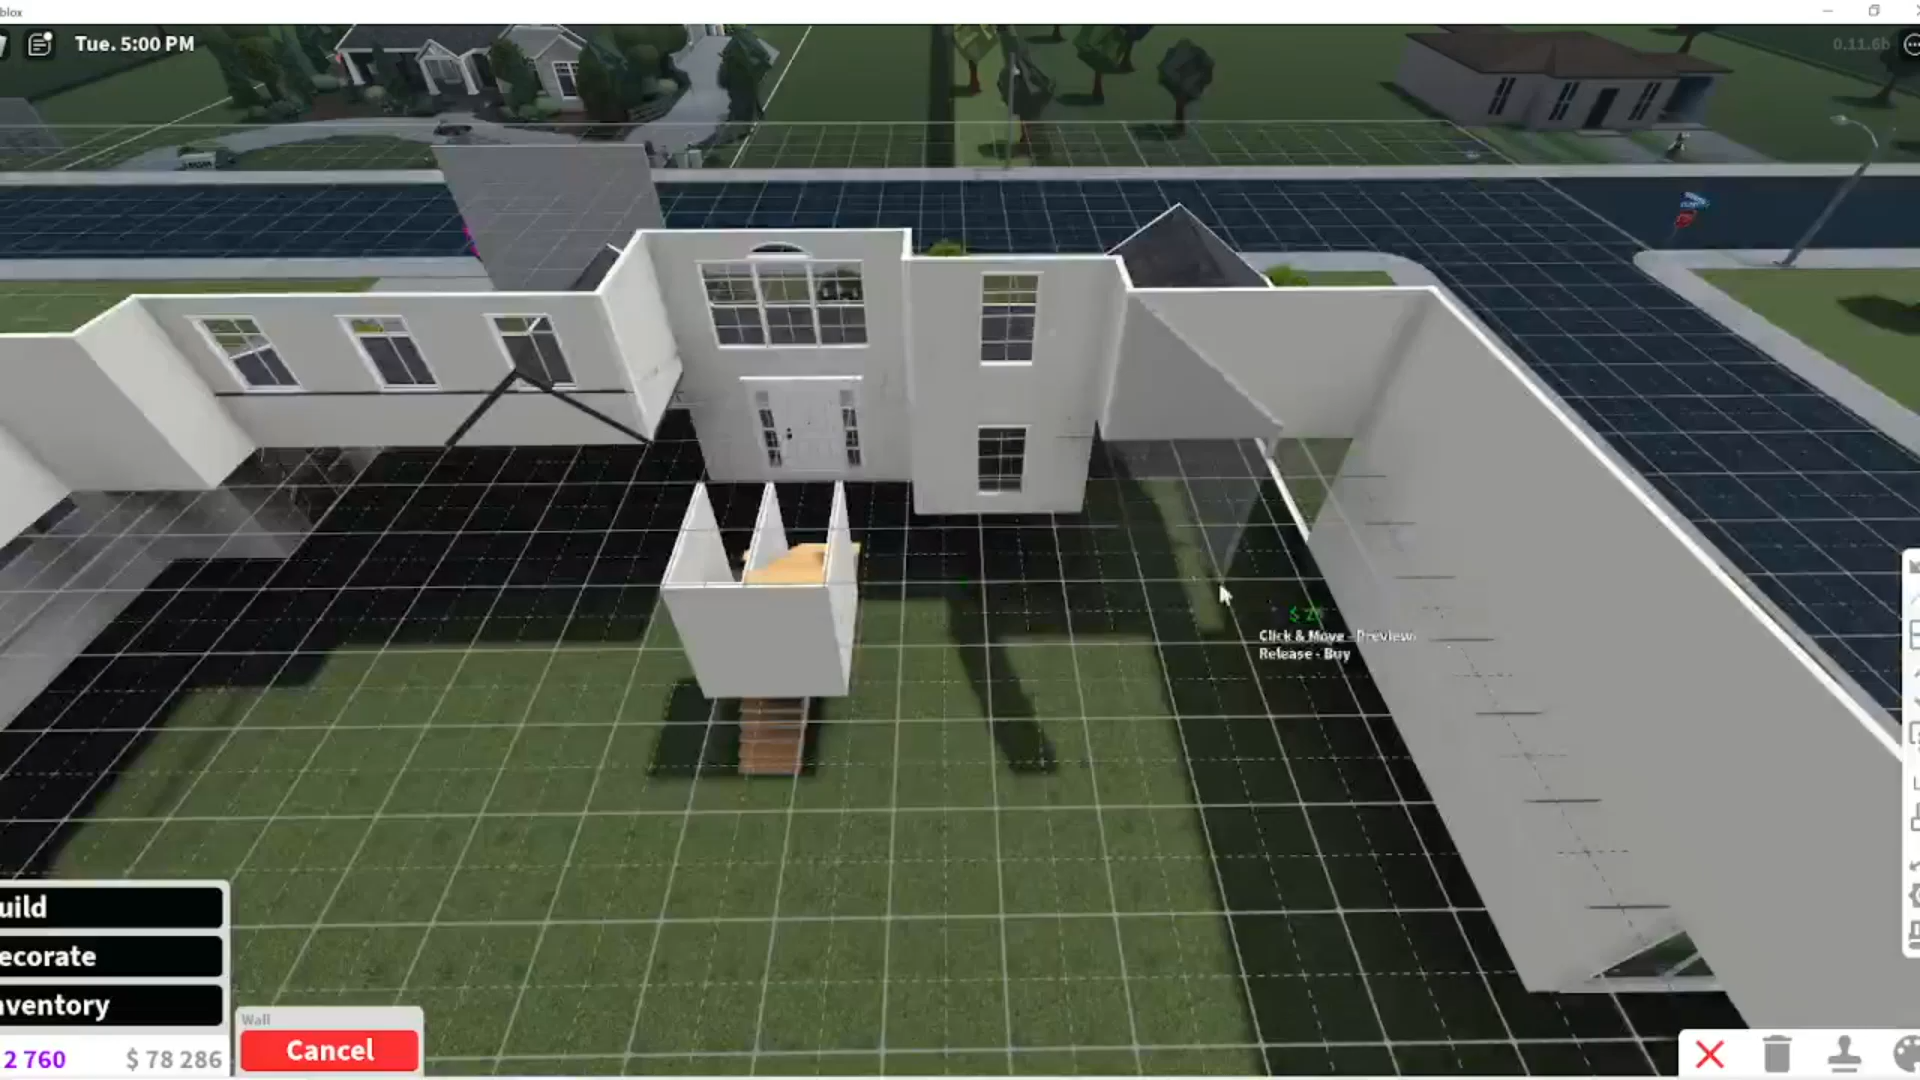 blox
Tue. 5:00 PM
0.11.6b
Click & Move - Preview
Release - Buy
uild
ecorate
nventory
Wall
2 760
$ 78 286
Cancel